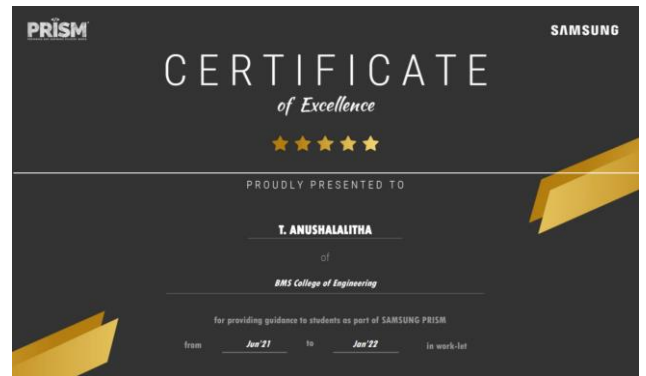 PRISM
SAMSUNG
CERTIFICATE
of Excellence
PROUDLY PRESENTED TO
T. ANUSHALALITHA
of
BMS College of Engineering
for providing guidance to students as part of SAMSUNG PRISM
from Jun'21 to Jan'22 in work-let